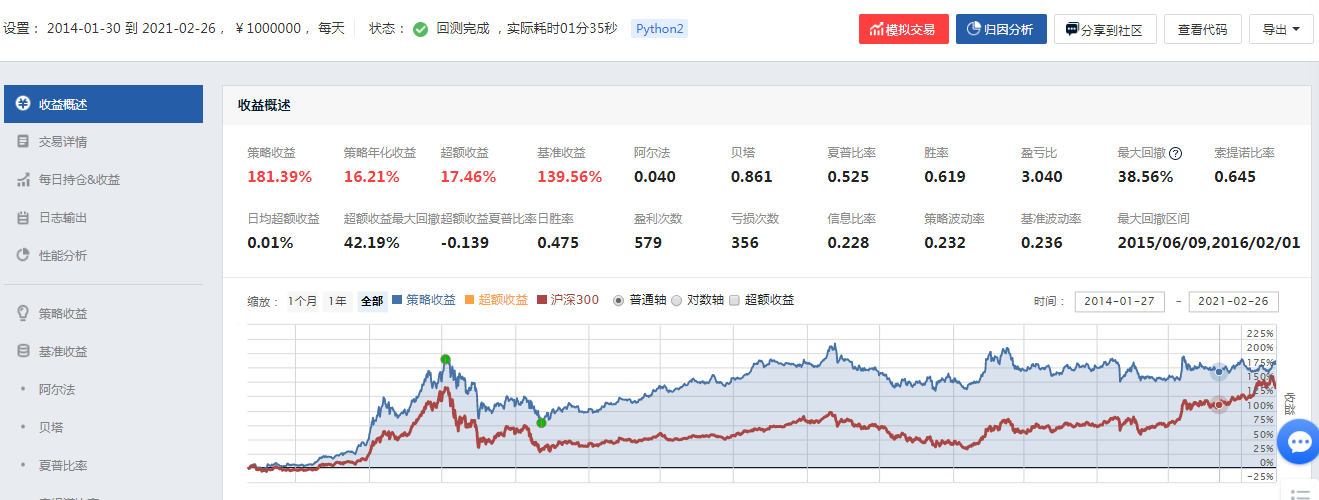 设置： 2014-01-30 到 2021-02-26 ， ￥1000000 ， 每天 状态： 回测完成 ，实际耗时01分35秒 Python2 模拟交易 归因分析 分享到社区 查看代码 导出
收益概述
交易详情
每日持仓&收益
日志输出
性能分析
策略收益
基准收益
阿尔法
贝塔
夏普比率
收益概述
策略收益 策略年化收益 超额收益 基准收益 阿尔法 贝塔 夏普比率 胜率 盈亏比 最大回撤 ? 索提诺比率
181.39% 16.21% 17.46% 139.56% 0.040 0.861 0.525 0.619 3.040 38.56% 0.645
日均超额收益 超额收益最大回撤 超额收益夏普比率 日胜率 盈利次数 亏损次数 信息比率 策略波动率 基准波动率 最大回撤区间
0.01% 42.19% -0.139 0.475 579 356 0.228 0.232 0.236 2015/06/09,2016/02/01
缩放： 1个月 1年 全部 策略收益 超额收益 沪深300 普通轴 对数轴 超额收益 时间： 2014-01-27 - 2021-02-26
225%
200%
175%
150%
125%
100%
75%
50%
25%
0%
-25%
收益